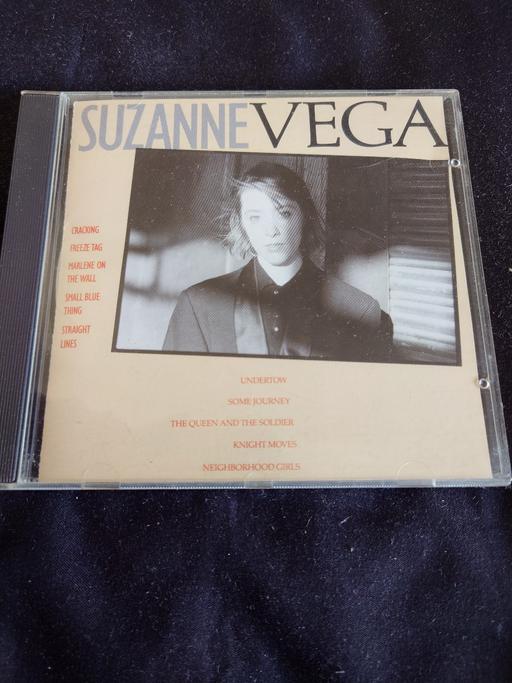 SUZANNE VEGA
CRACKING
FREEZE TAG
MARLENE ON
THE WALL
SMALL BLUE
THING
STRAIGHT
LINES
UNDERTOW
SOME JOURNEY
THE QUEEN AND THE SOLDIER
KNIGHT MOVES
NEIGHBORHOOD GIRLS